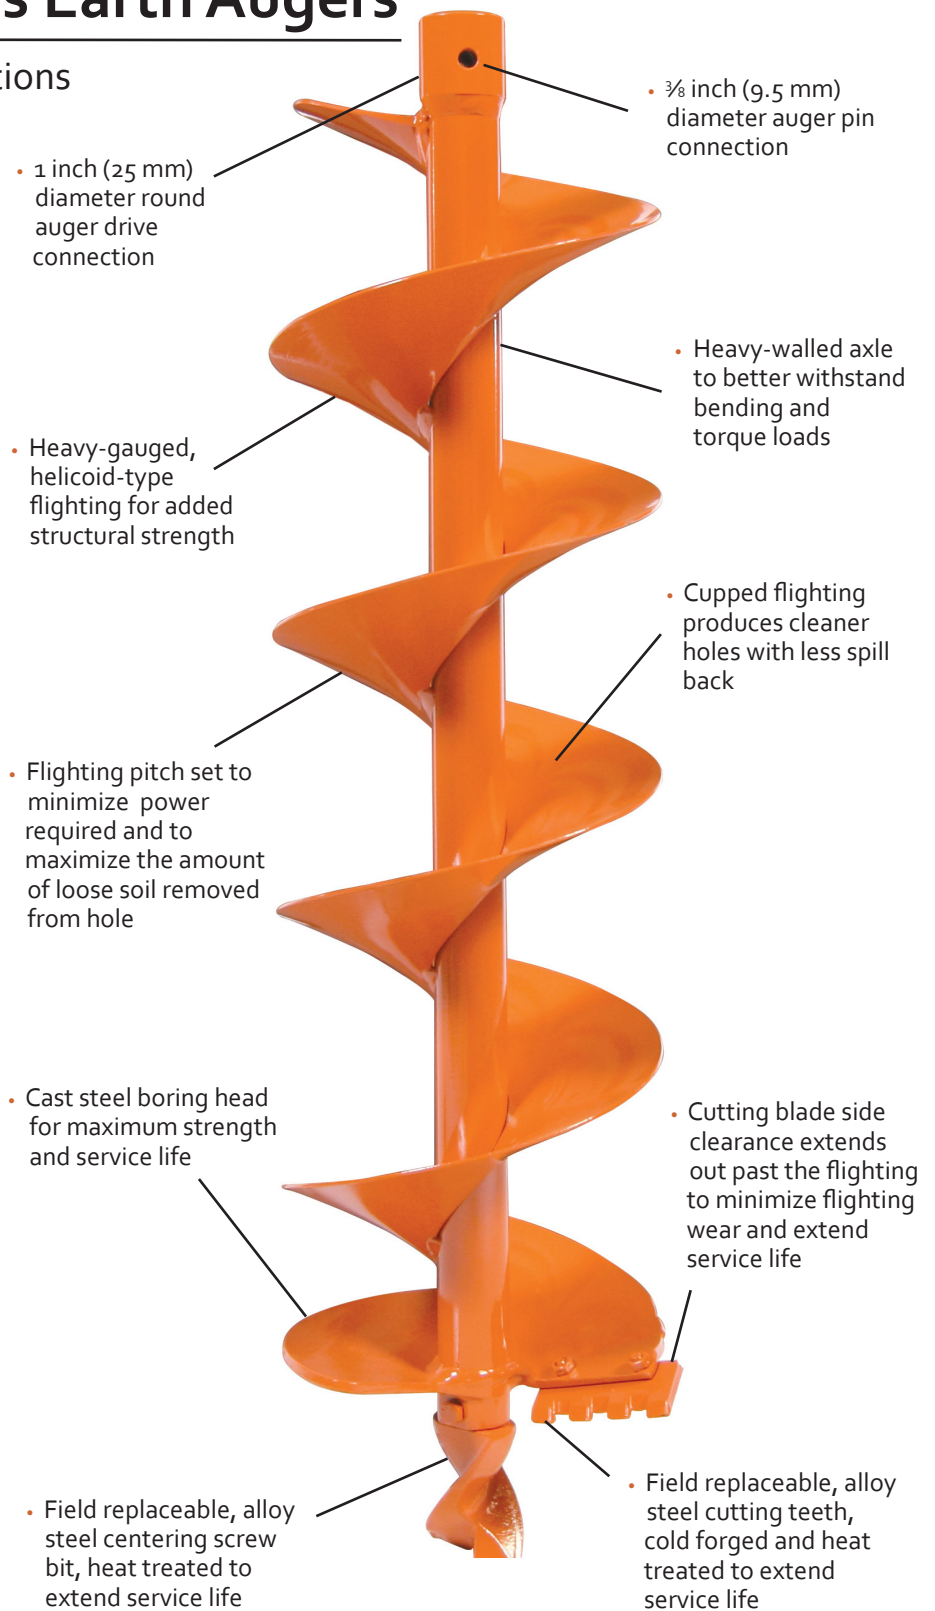 s Earth Augers
tions
• ⅜ inch (9.5 mm)
diameter auger pin
connection
• 1 inch (25 mm)
diameter round
auger drive
connection
• Heavy-walled axle
to better withstand
bending and
torque loads
• Heavy-gauged,
helicoid-type
flighting for added
structural strength
• Cupped flighting
produces cleaner
holes with less spill
back
• Flighting pitch set to
minimize power
required and to
maximize the amount
of loose soil removed
from hole
• Cast steel boring head
for maximum strength
and service life
• Cutting blade side
clearance extends
out past the flighting
to minimize flighting
wear and extend
service life
• Field replaceable, alloy
steel centering screw
bit, heat treated to
extend service life
• Field replaceable, alloy
steel cutting teeth,
cold forged and heat
treated to extend
service life